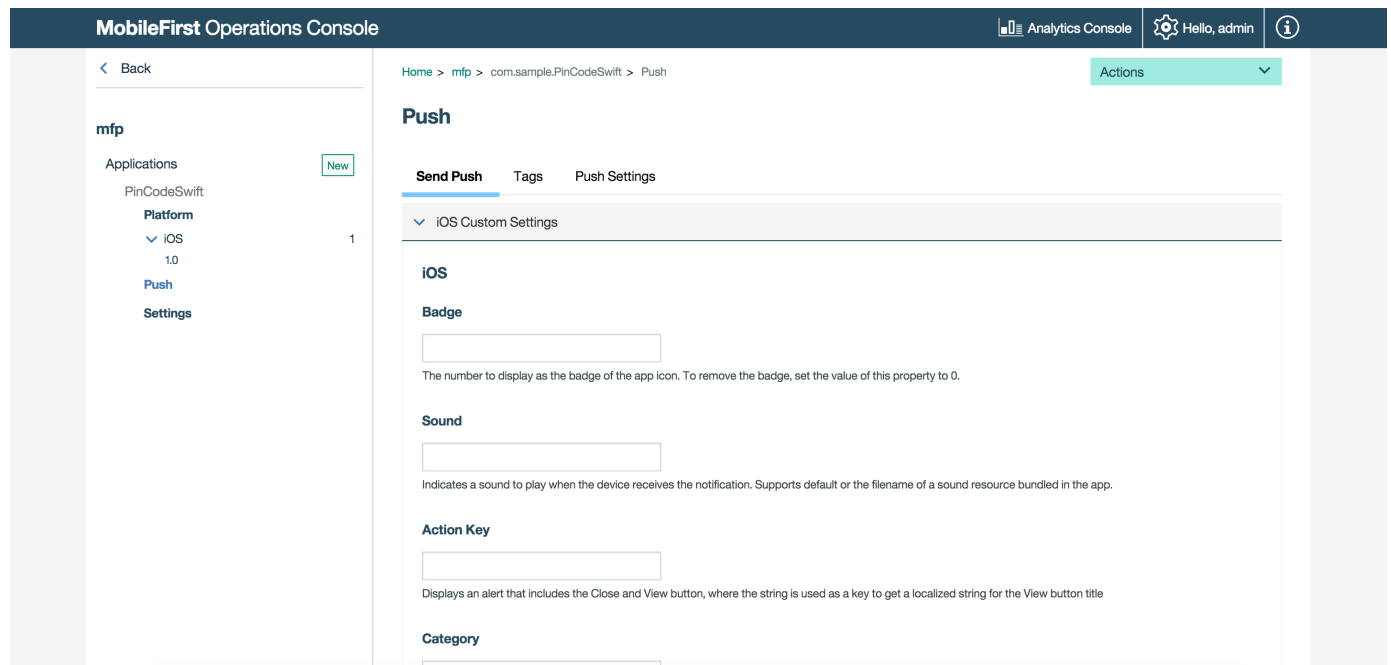 MobileFirst Operations Console
Analytics Console
Hello, admin
Back
Home > mfp > com.sample.PinCodeSwift > Push
Actions
mfp
Push
Applications
New
PinCodeSwift
Platform
iOS 1
1.0
Push
Settings
Send Push Tags Push Settings
iOS Custom Settings
iOS
Badge
The number to display as the badge of the app icon. To remove the badge, set the value of this property to 0.
Sound
Indicates a sound to play when the device receives the notification. Supports default or the filename of a sound resource bundled in the app.
Action Key
Displays an alert that includes the Close and View button, where the string is used as a key to get a localized string for the View button title
Category